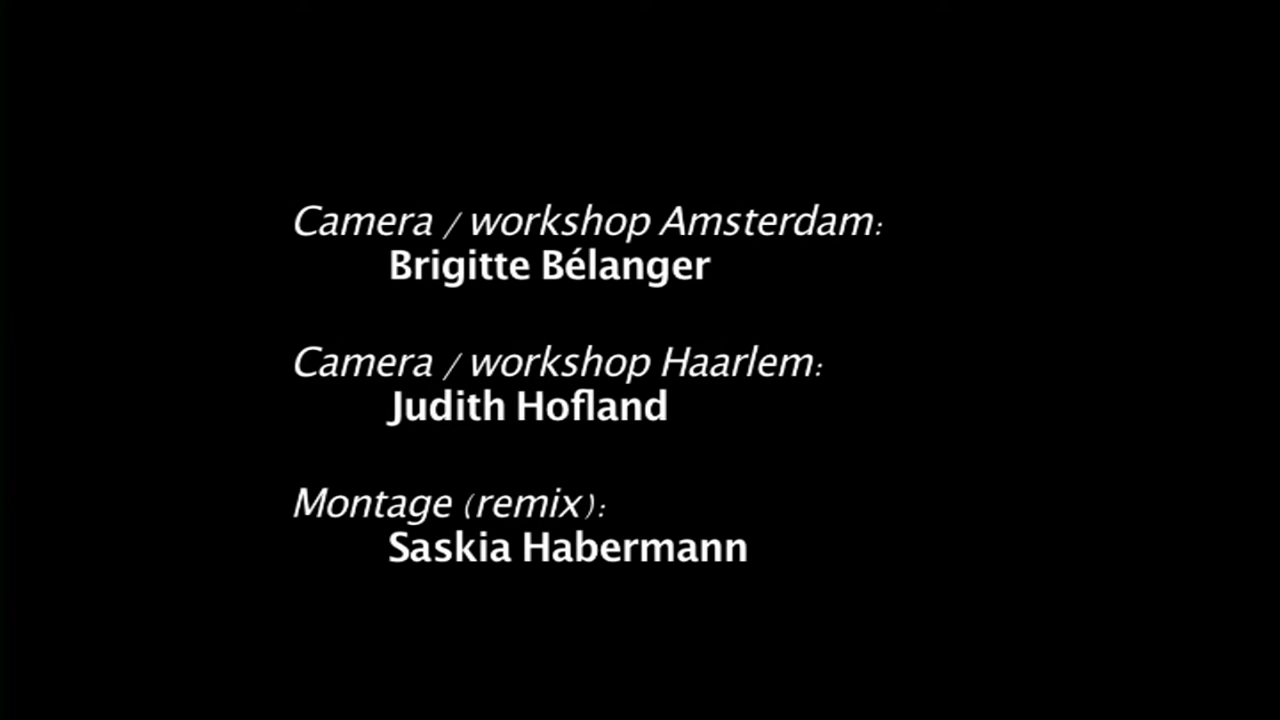 Camera / workshop Amsterdam:
Brigitte Bélanger
Camera / workshop Haarlem:
Judith Hofland
Montage (remix):
Saskia Habermann